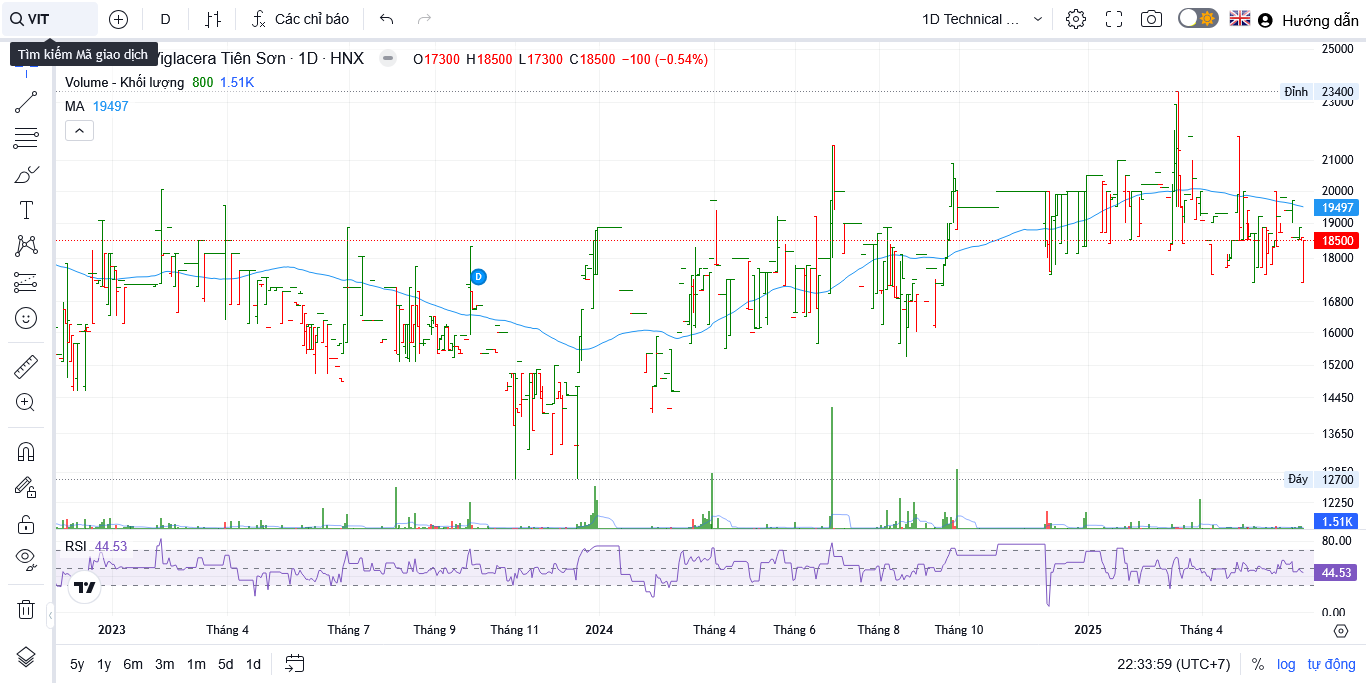 VIT
D
Các chỉ báo
1D Technical ...
Hướng dẫn
Tìm kiếm Mã giao dịch
Viglacera Tiên Sơn · 1D · HNX
O17300 H18500 L17300 C18500 −100 (−0.54%)
Volume - Khối lượng 800 1.51K
MA 19497
D
25000
Đỉnh 23400
23000
21000
20000
19497
19000
18500
18000
16800
16000
15200
14450
13650
12850
Đáy 12700
12250
1.51K
RSI 44.53
80.00
44.53
0.00
2023 Tháng 4 Tháng 7 Tháng 9 Tháng 11 2024 Tháng 4 Tháng 6 Tháng 8 Tháng 10 2025 Tháng 4
5y 1y 6m 3m 1m 5d 1d
22:33:59 (UTC+7) % log tự động